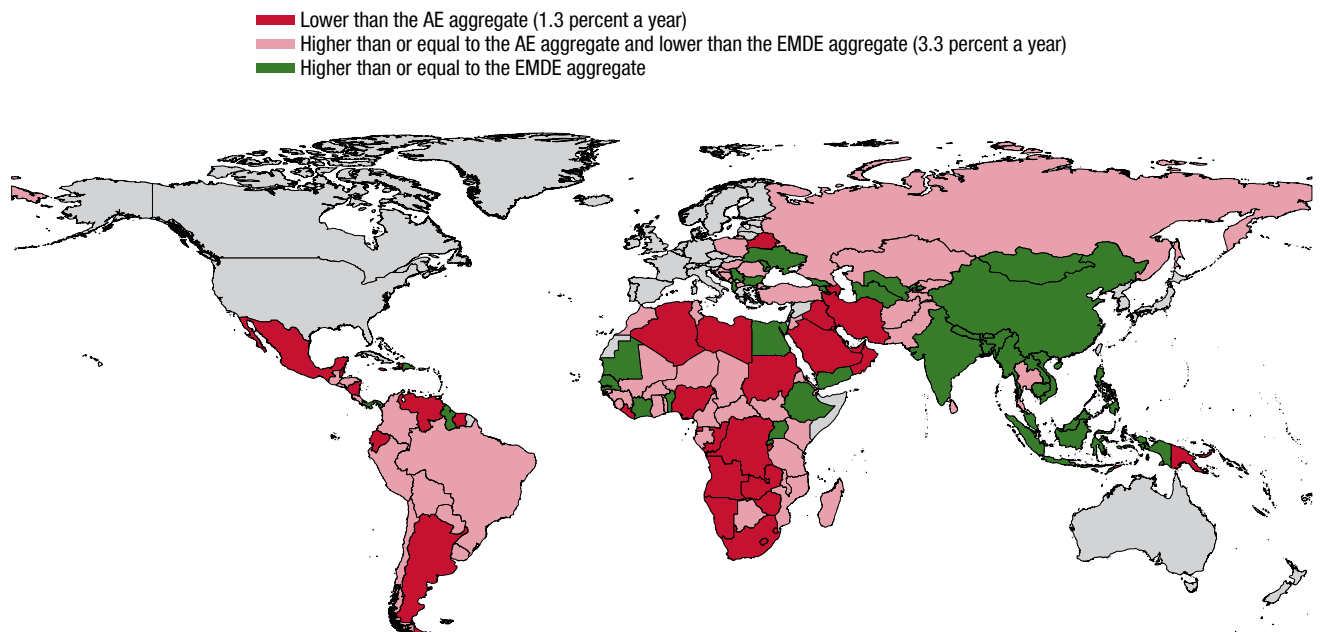 Lower than the AE aggregate (1.3 percent a year)
Higher than or equal to the AE aggregate and lower than the EMDE aggregate (3.3 percent a year)
Higher than or equal to the EMDE aggregate